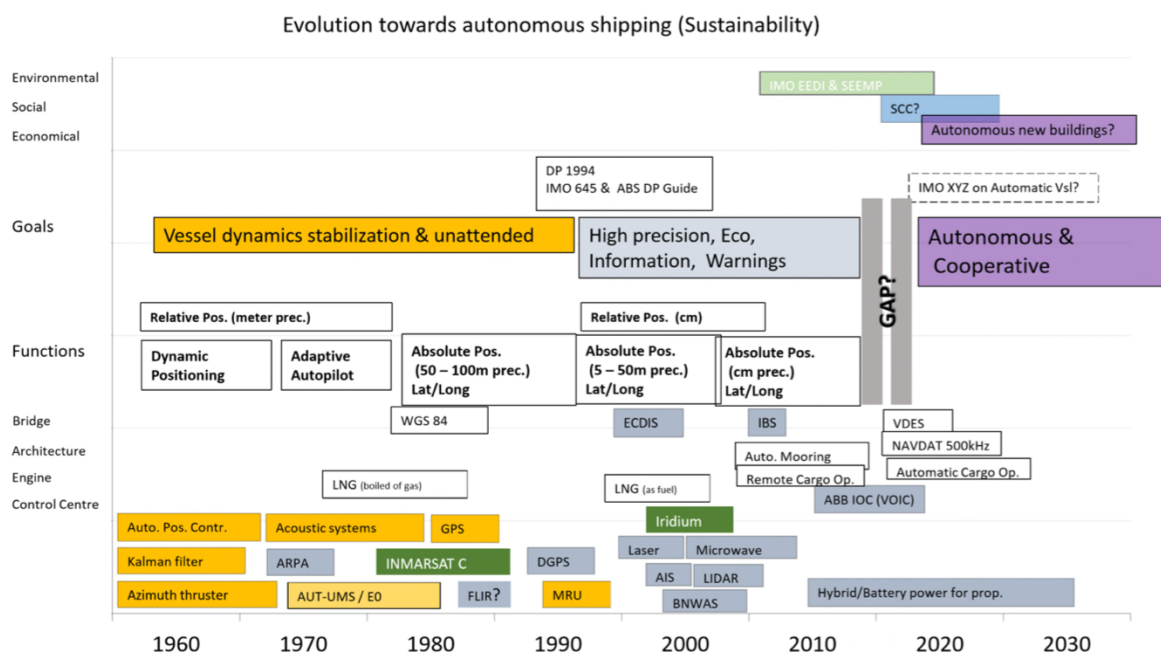 Evolution towards autonomous shipping (Sustainability)
Environmental
IMO EEDI & SEEMP
Social
SCC?
Economical
Autonomous new buildings?
DP 1994
IMO 645 & ABS DP Guide
IMO XYZ on Automatic Vsl?
Goals
Vessel dynamics stabilization & unattended
High precision, Eco,
Information, Warnings
Autonomous &
Cooperative
GAP?
Relative Pos. (meter prec.)
Relative Pos. (cm)
Functions
Dynamic
Positioning
Adaptive
Autopilot
Absolute Pos.
(50 – 100m prec.)
Lat/Long
Absolute Pos.
(5 – 50m prec.)
Lat/Long
Absolute Pos.
(cm prec.)
Lat/Long
Bridge
WGS 84
ECDIS
IBS
VDES
Architecture
NAVDAT 500kHz
Auto. Mooring
Engine
LNG (boiled of gas)
LNG (as fuel)
Remote Cargo Op.
Automatic Cargo Op.
Control Centre
ABB IOC (VOIC)
Auto. Pos. Contr.
Acoustic systems
GPS
Iridium
Kalman filter
ARPA
INMARSAT C
DGPS
Laser
Microwave
Azimuth thruster
AUT-UMS / E0
FLIR?
MRU
AIS
LIDAR
BNWAS
Hybrid/Battery power for prop.
1960
1970
1980
1990
2000
2010
2020
2030